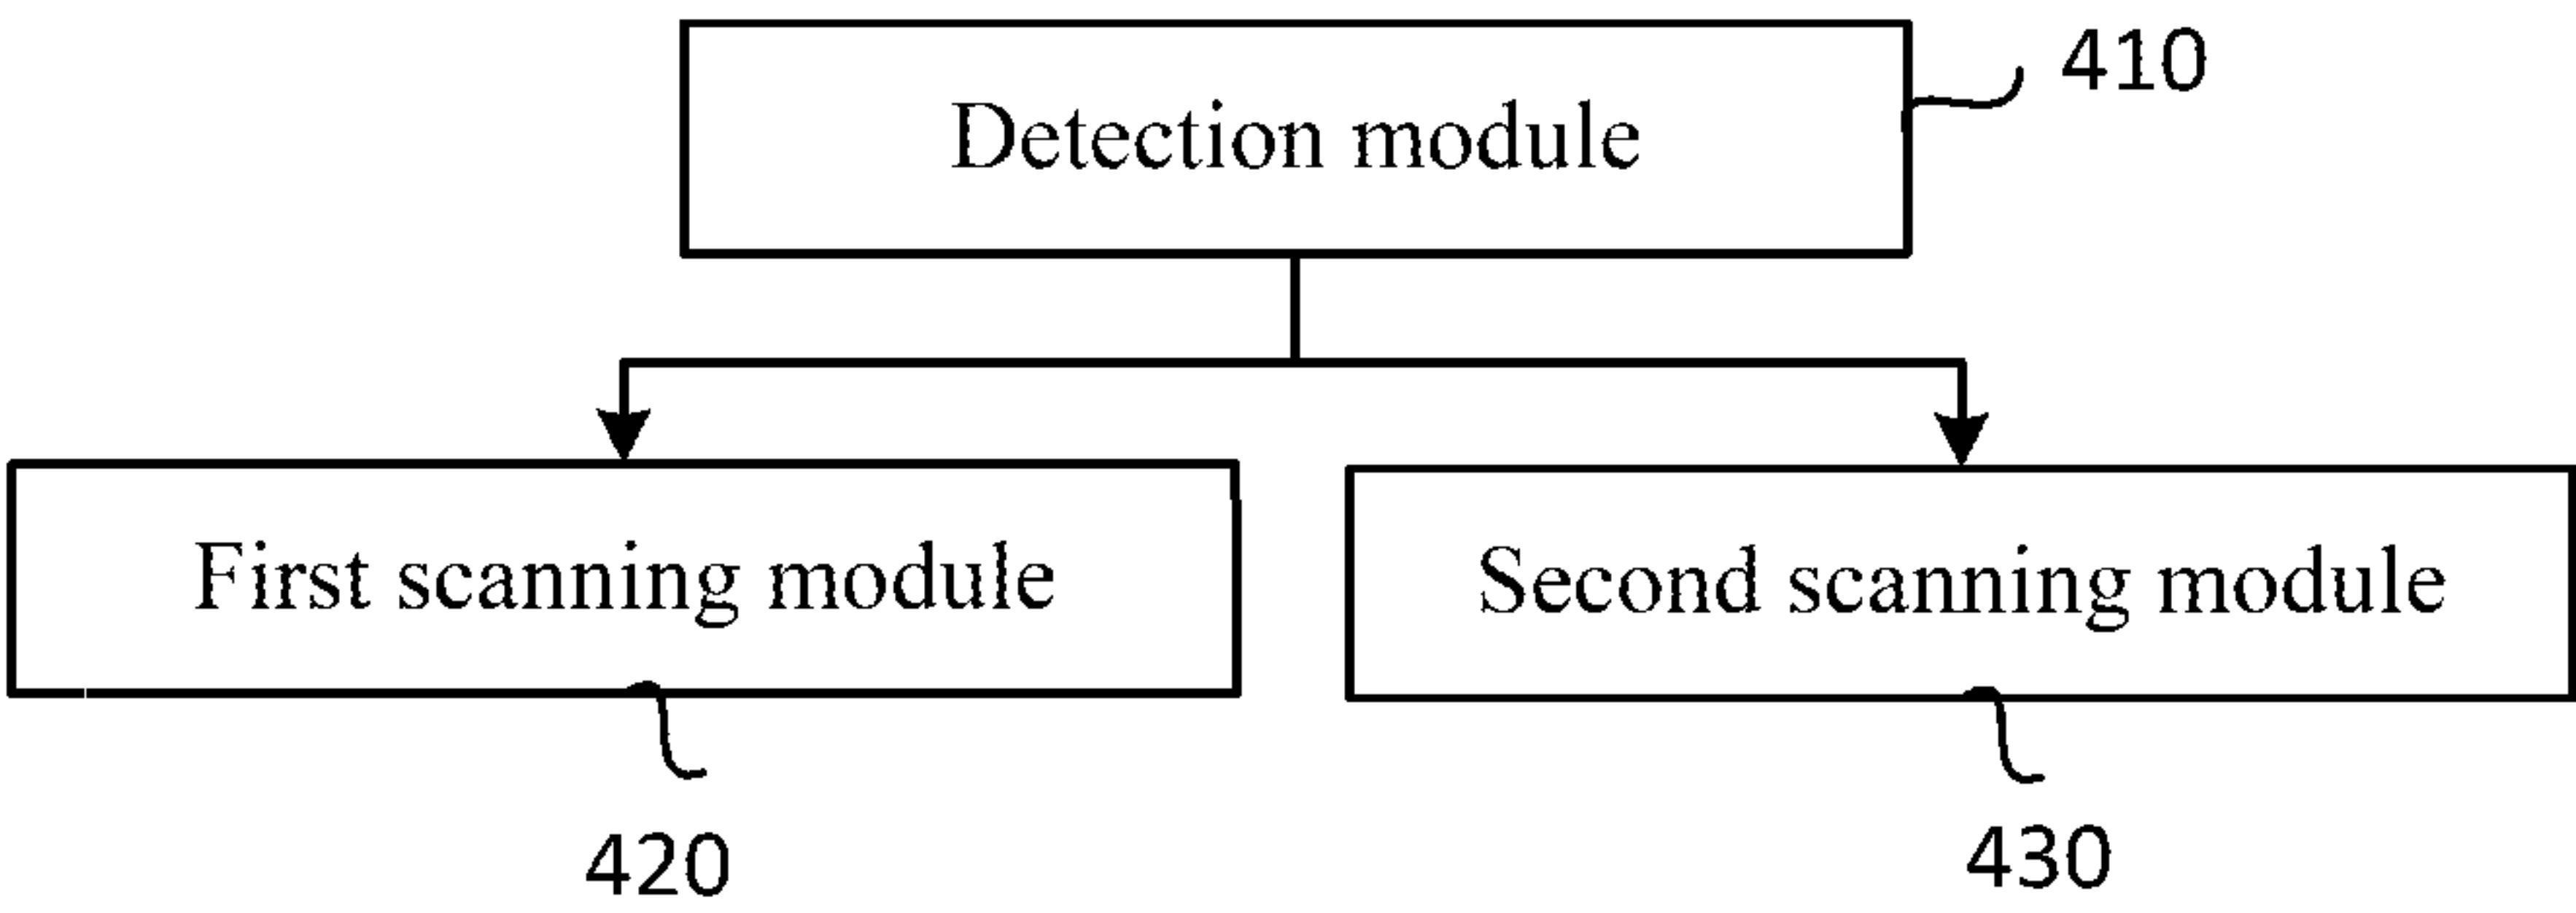 410
Detection module
First scanning module
Second scanning module
420
430